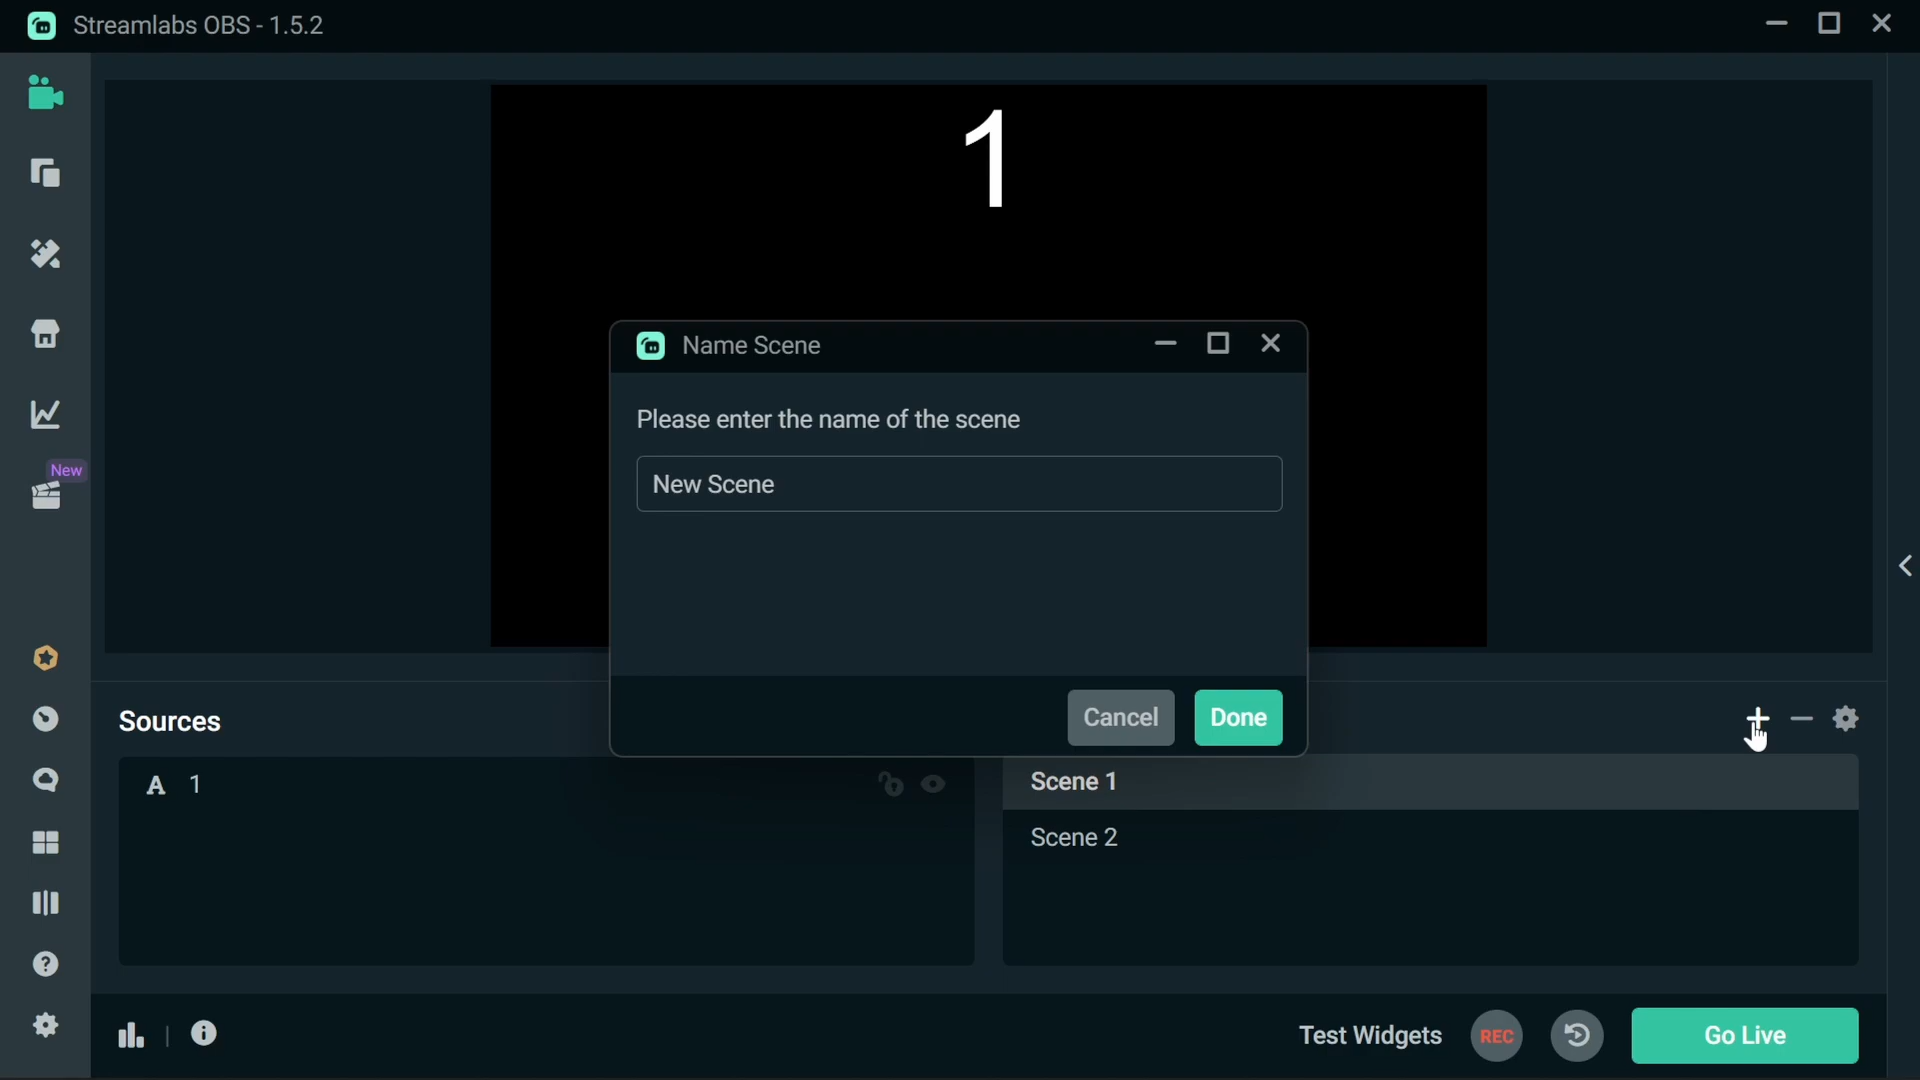 Streamlabs OBS - 1.5.2
1
New
Name Scene
Please enter the name of the scene
New Scene
Cancel
Done
Sources
A 1
Scene 1
Scene 2
Test Widgets
REC
Go Live